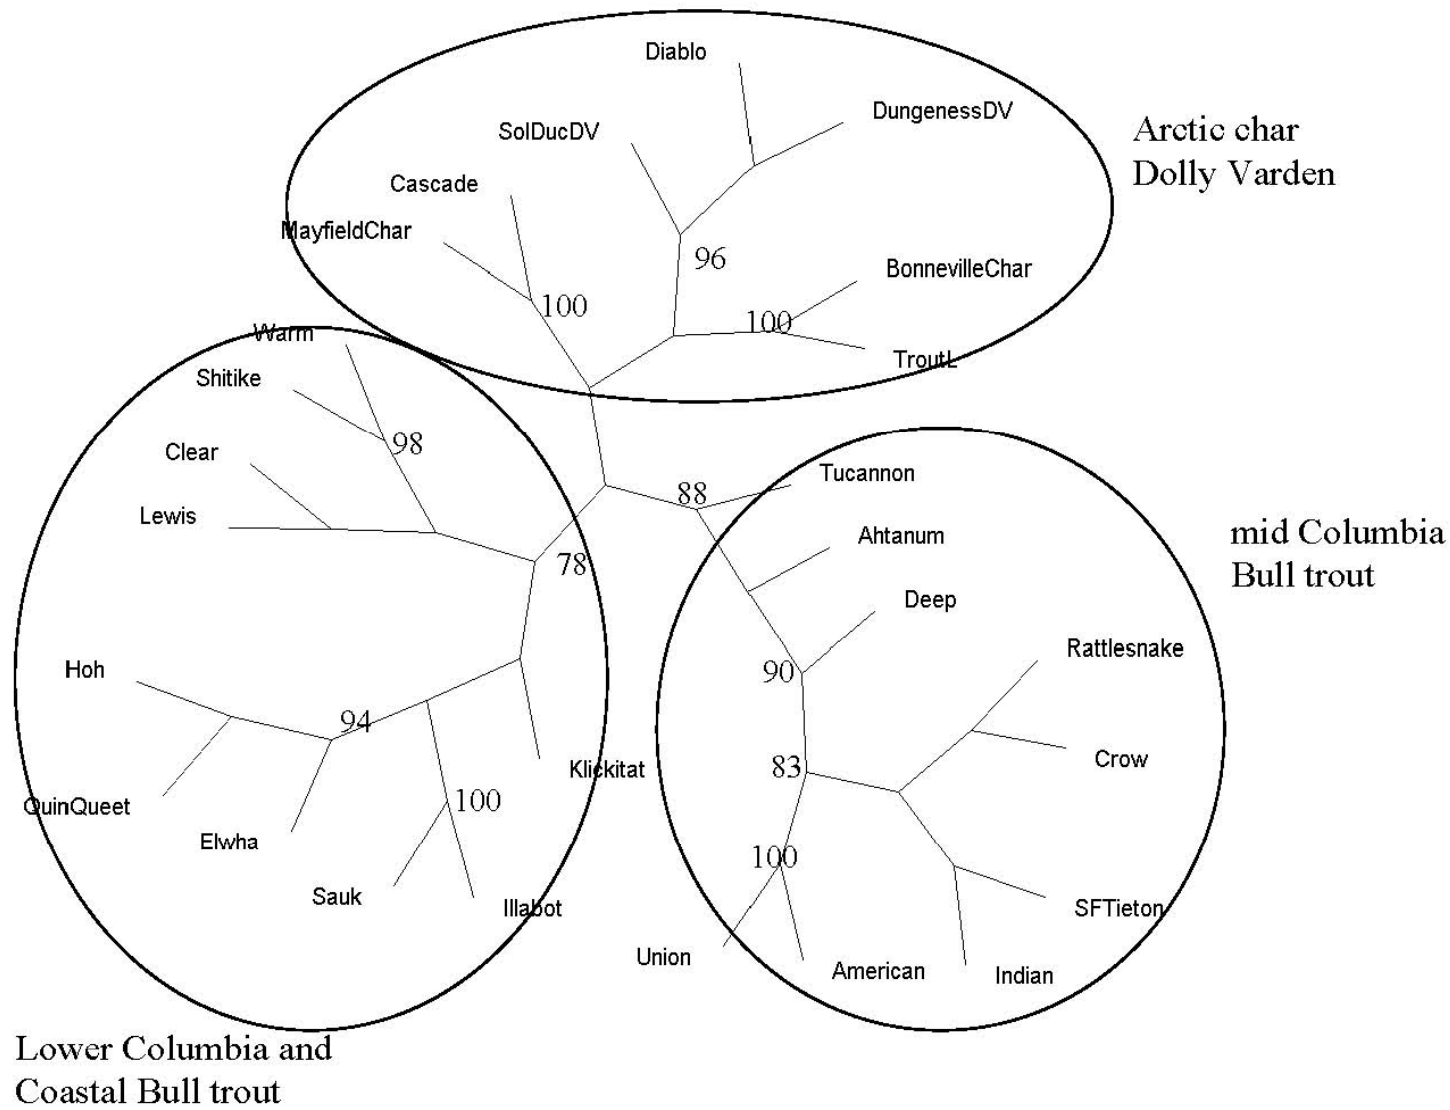 Diablo
DungenessDV
SolDucDV
Arctic char
Dolly Varden
Cascade
MayfieldChar
96
BonnevilleChar
100
100
Warm
TroutL
Shitike
98
Clear
Tucannon
88
Lewis
Ahtanum
mid Columbia
Bull trout
78
Deep
Rattlesnake
Hoh
90
94
Klickitat
83
Crow
QuinQueet
100
Elwha
100
Sauk
Illabot
SFTieton
Union
American
Indian
Lower Columbia and
Coastal Bull trout